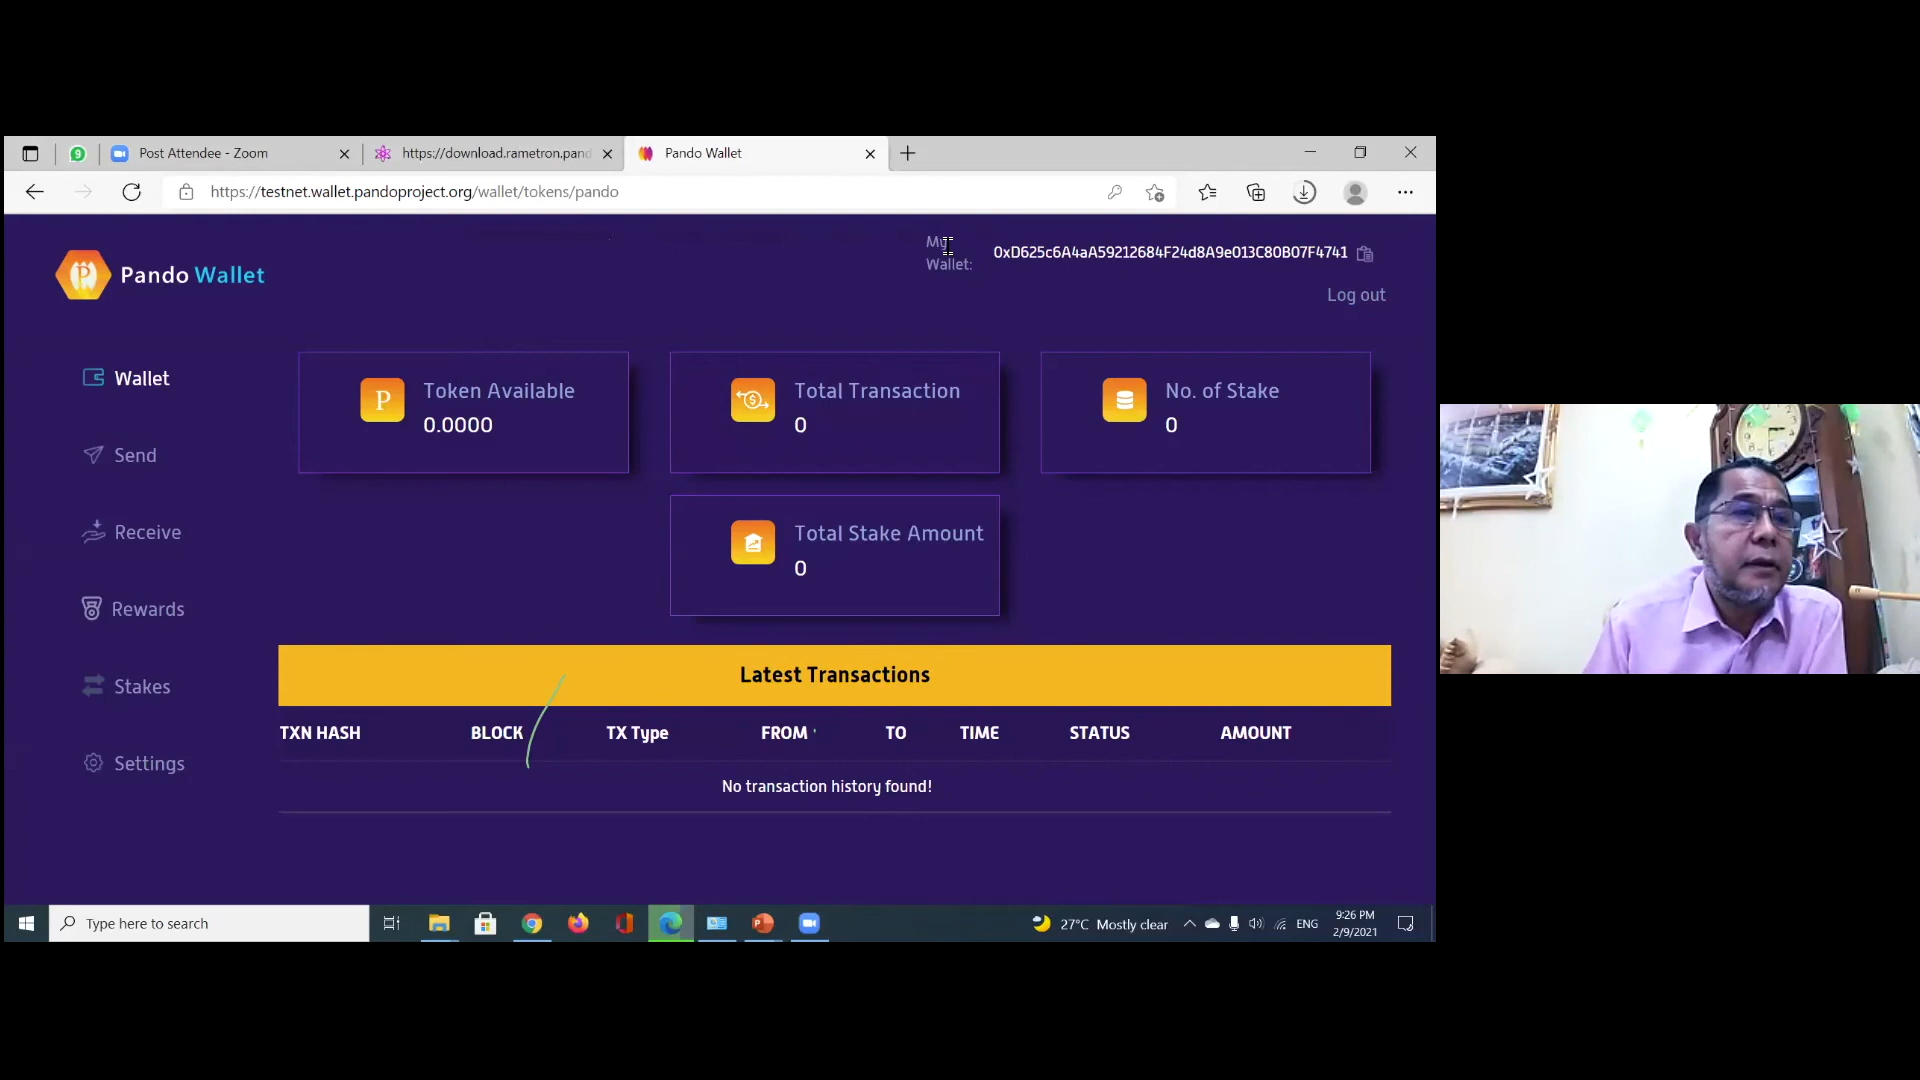 9
Post Attendee - Zoom
https://download.rametron.pand
Pando Wallet
https://testnet.wallet.pandoproject.org/wallet/tokens/pando
P
Pando Wallet
My
Wallet:
0xD625c6A4aA59212684F24d8A9e013C80B07F4741
Log out
Wallet
Send
Receive
Rewards
Stakes
Settings
P
Token Available
0.0000
Total Transaction
0
No. of Stake
0
Total Stake Amount
0
Latest Transactions
TXN HASH BLOCK TX Type FROM TO TIME STATUS AMOUNT
No transaction history found!
Type here to search
27°C Mostly clear
ENG
9:26 PM
2/9/2021